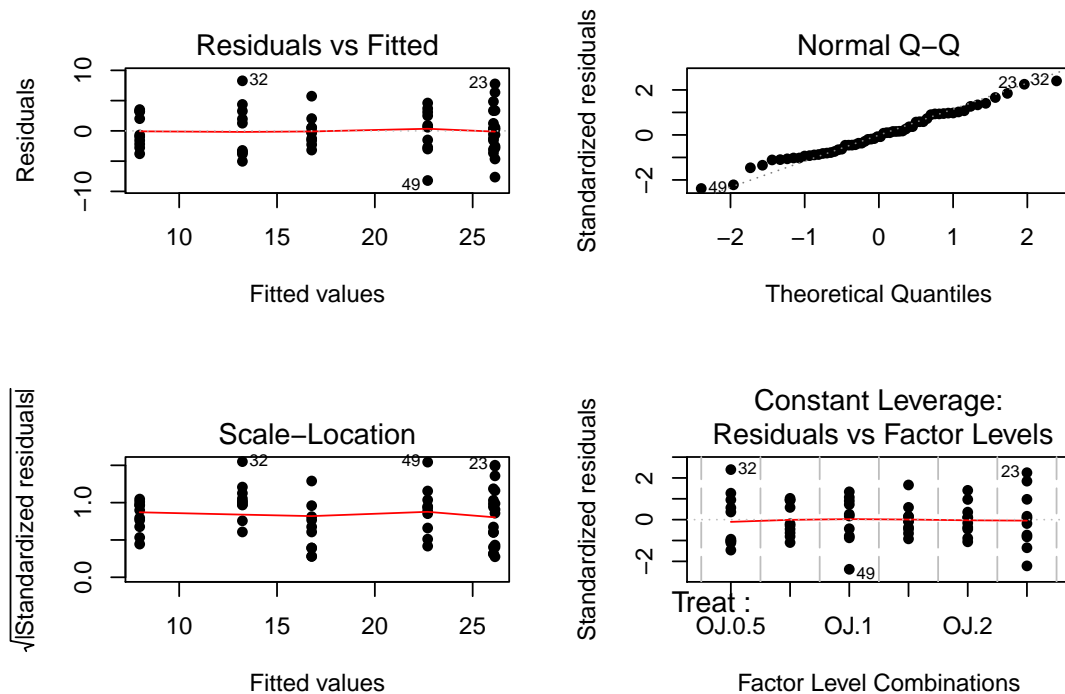 Residuals vs Fitted
Residuals
−10 0 10
32
23
49
10 15 20 25
Fitted values
Normal Q−Q
Standardized residuals
−2 0 2
23 32
49
−2 −1 0 1 2
Theoretical Quantiles
Scale−Location
√|Standardized residuals|
0.0 1.0
32
49
23
10 15 20 25
Fitted values
Constant Leverage:
Residuals vs Factor Levels
Standardized residuals
−2 0 2
32
23
49
Treat :
OJ.0.5 OJ.1 OJ.2
Factor Level Combinations